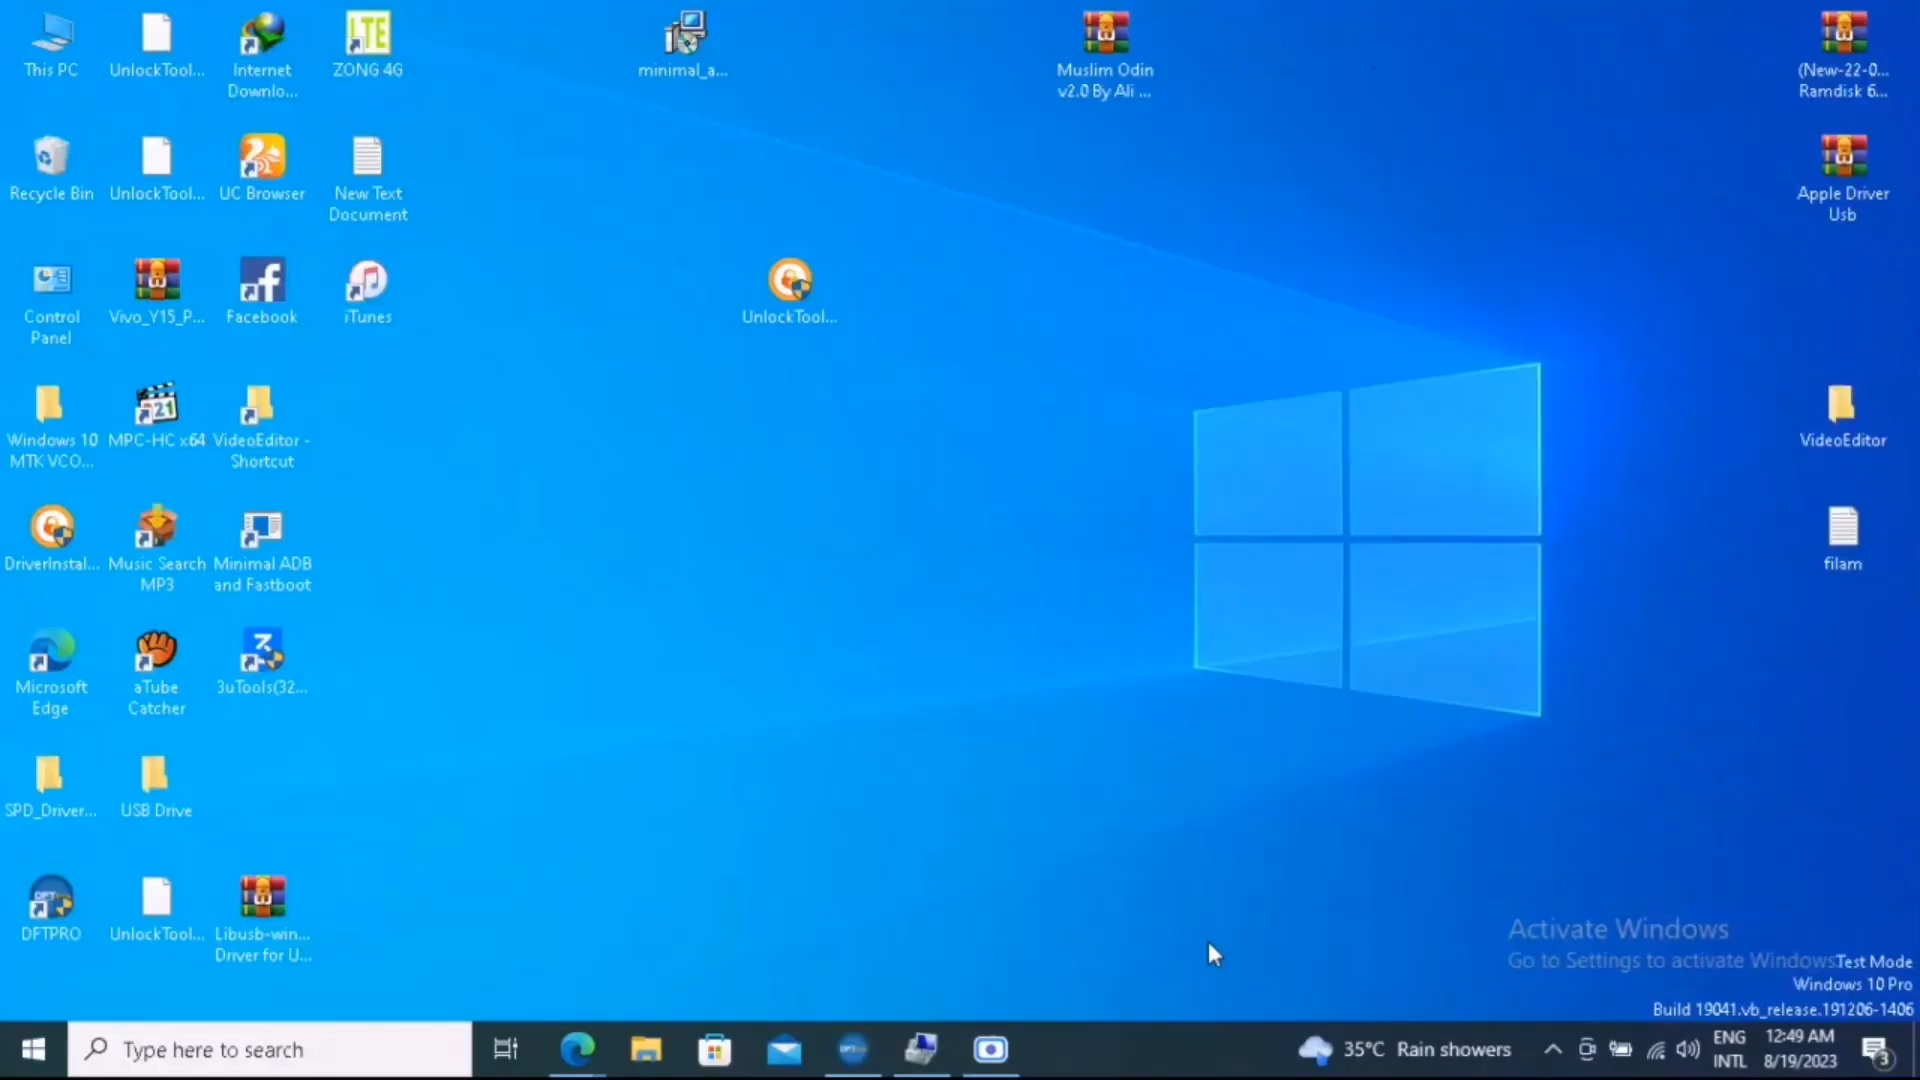 This PC
UnlockTool...
Internet
Downlo...
LTE
ZONG 4G
minimal_a...
Muslim Odin
v2.0 By Ali ...
(New-22-0...
Ramdisk 6...
Recycle Bin
UnlockTool...
UC Browser
New Text
Document
Apple Driver
Usb
Control
Panel
Vivo_Y15_P...
Facebook
iTunes
UnlockTool...
Windows 10
MTK VCO...
321
MPC-HC x64
VideoEditor -
Shortcut
VideoEditor
DriverInstal...
Music Search
MP3
Minimal ADB
and Fastboot
filam
Microsoft
Edge
aTube
Catcher
3uTools(32...
SPD_Driver...
USB Drive
DFTPRO
UnlockTool...
Libusb-win...
Driver for U...
Activate Windows
Go to Settings to activate Windows.
Test Mode
Windows 10 Pro
Build 19041.vb_release.191206-1406
Type here to search
35°C Rain showers
ENG
INTL
12:49 AM
8/19/2023
3